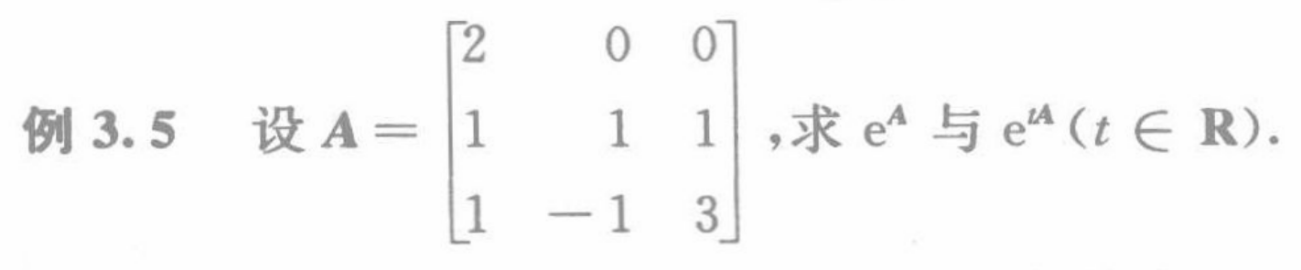 例 3.5 设 A = [2 0 0; 1 1 1; 1 -1 3], 求 e^A 与 e^{tA} (t ∈ R).